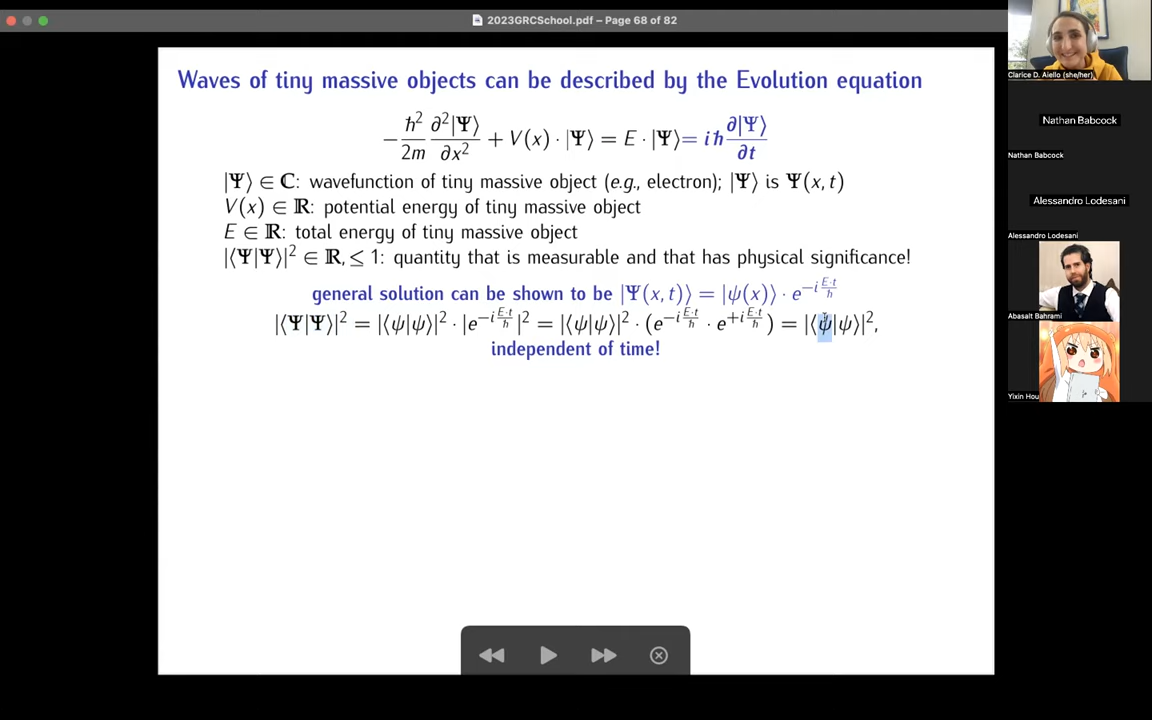 2023GRCSchool.pdf – Page 68 of 82
Waves of tiny massive objects can be described by the Evolution equation
−ħ²/2m ∂²|Ψ⟩/∂x² + V(x) · |Ψ⟩ = E · |Ψ⟩ = iħ ∂|Ψ⟩/∂t
|Ψ⟩ ∈ ℂ: wavefunction of tiny massive object (e.g., electron); |Ψ⟩ is Ψ(x, t)
V(x) ∈ ℝ: potential energy of tiny massive object
E ∈ ℝ: total energy of tiny massive object
|⟨Ψ|Ψ⟩|² ∈ ℝ, ≤ 1: quantity that is measurable and that has physical significance!
general solution can be shown to be |Ψ(x, t)⟩ = |ψ(x)⟩ · e^{−i E·t/ħ}
|⟨Ψ|Ψ⟩|² = |⟨ψ|ψ⟩|² · |e^{−i E·t/ħ}|² = |⟨ψ|ψ⟩|² · (e^{−i E·t/ħ} · e^{+i E·t/ħ}) = |⟨ψ|ψ⟩|²,
independent of time!
Clarice D. Aiello (she/her)
Nathan Babcock
Nathan Babcock
Alessandro Lodesani
Alessandro Lodesani
Abasalt Bahrami
Yixin Hou